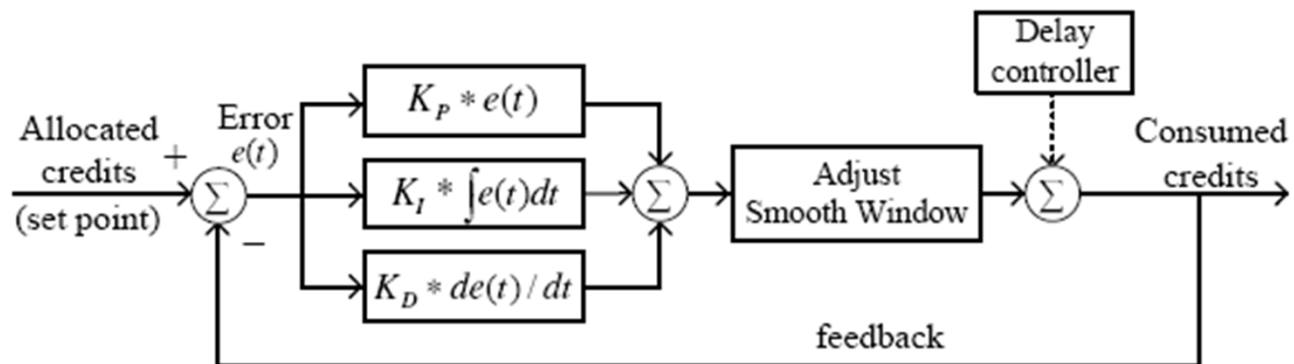 Allocated
credits
(set point)
+
−
Σ
Error
e(t)
K_P * e(t)
K_I * ∫e(t)dt
K_D * de(t) / dt
Σ
Adjust
Smooth Window
Delay
controller
Σ
Consumed
credits
feedback